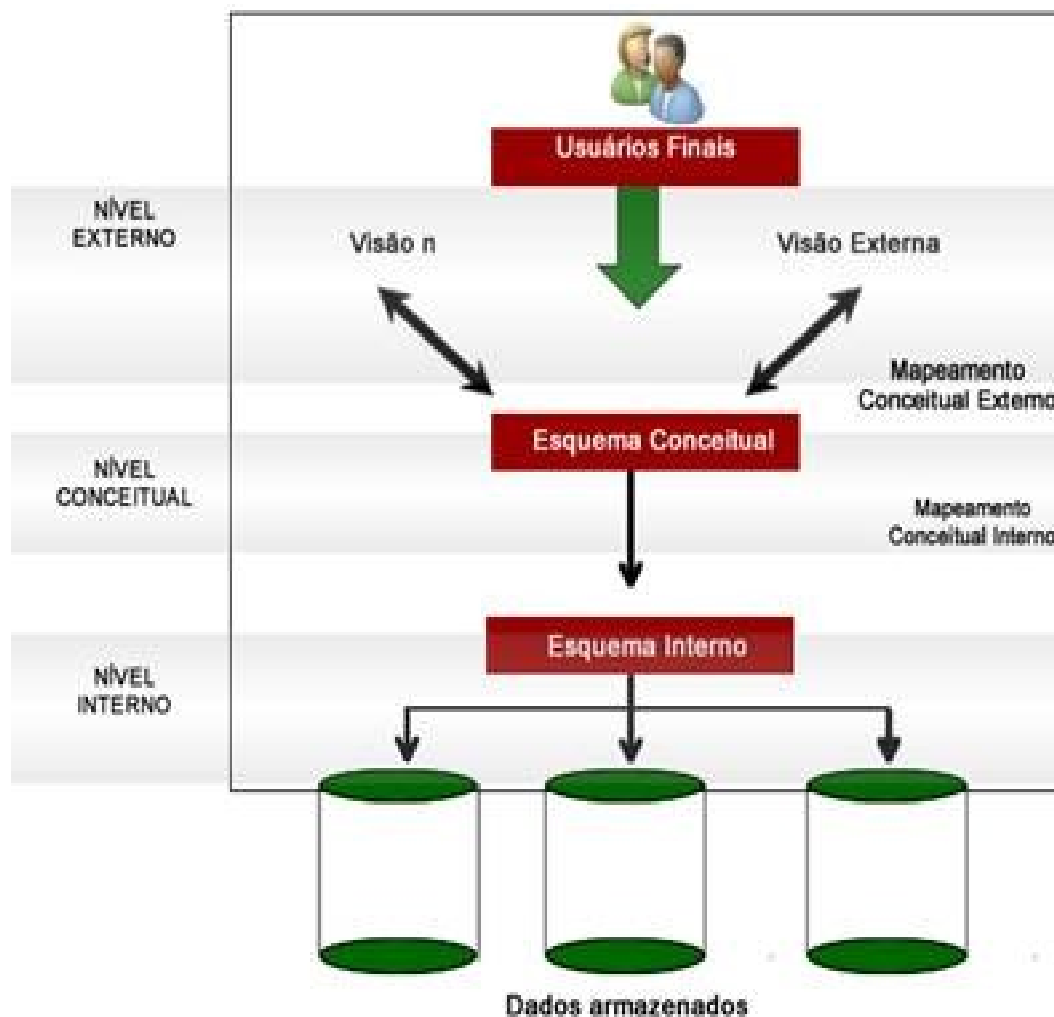 Usuários Finais
NÍVEL
EXTERNO
Visão n
Visão Externa
Mapeamento
Conceitual Externo
Esquema Conceitual
NÍVEL
CONCEITUAL
Mapeamento
Conceitual Interno
Esquema Interno
NÍVEL
INTERNO
Dados armazenados